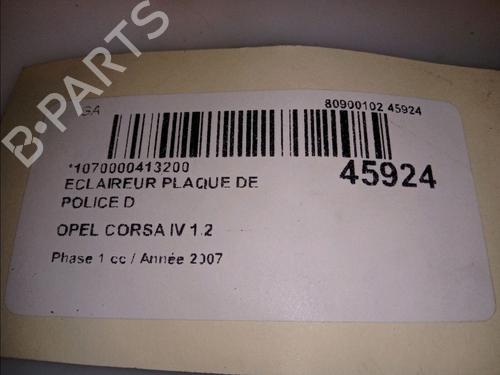 GA
80900102 45924
*1070000413200
45924
ECLAIREUR PLAQUE DE
POLICE D
OPEL CORSA IV 1.2
Phase 1 cc / Année 2007
B-PARTS